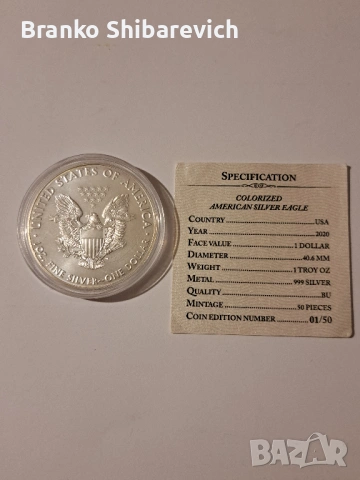 Branko Shibarevich
UNITED STATES OF AMERICA
1 OZ. FINE SILVER~ONE DOLLAR
SPECIFICATION
COLORIZED
AMERICAN SILVER EAGLE
COUNTRY USA
YEAR 2020
FACE VALUE 1 DOLLAR
DIAMETER 40.6 MM
WEIGHT 1 TROY OZ
METAL 999 SILVER
QUALITY BU
MINTAGE 50 PIECES
COIN EDITION NUMBER 01/50
BAZAR